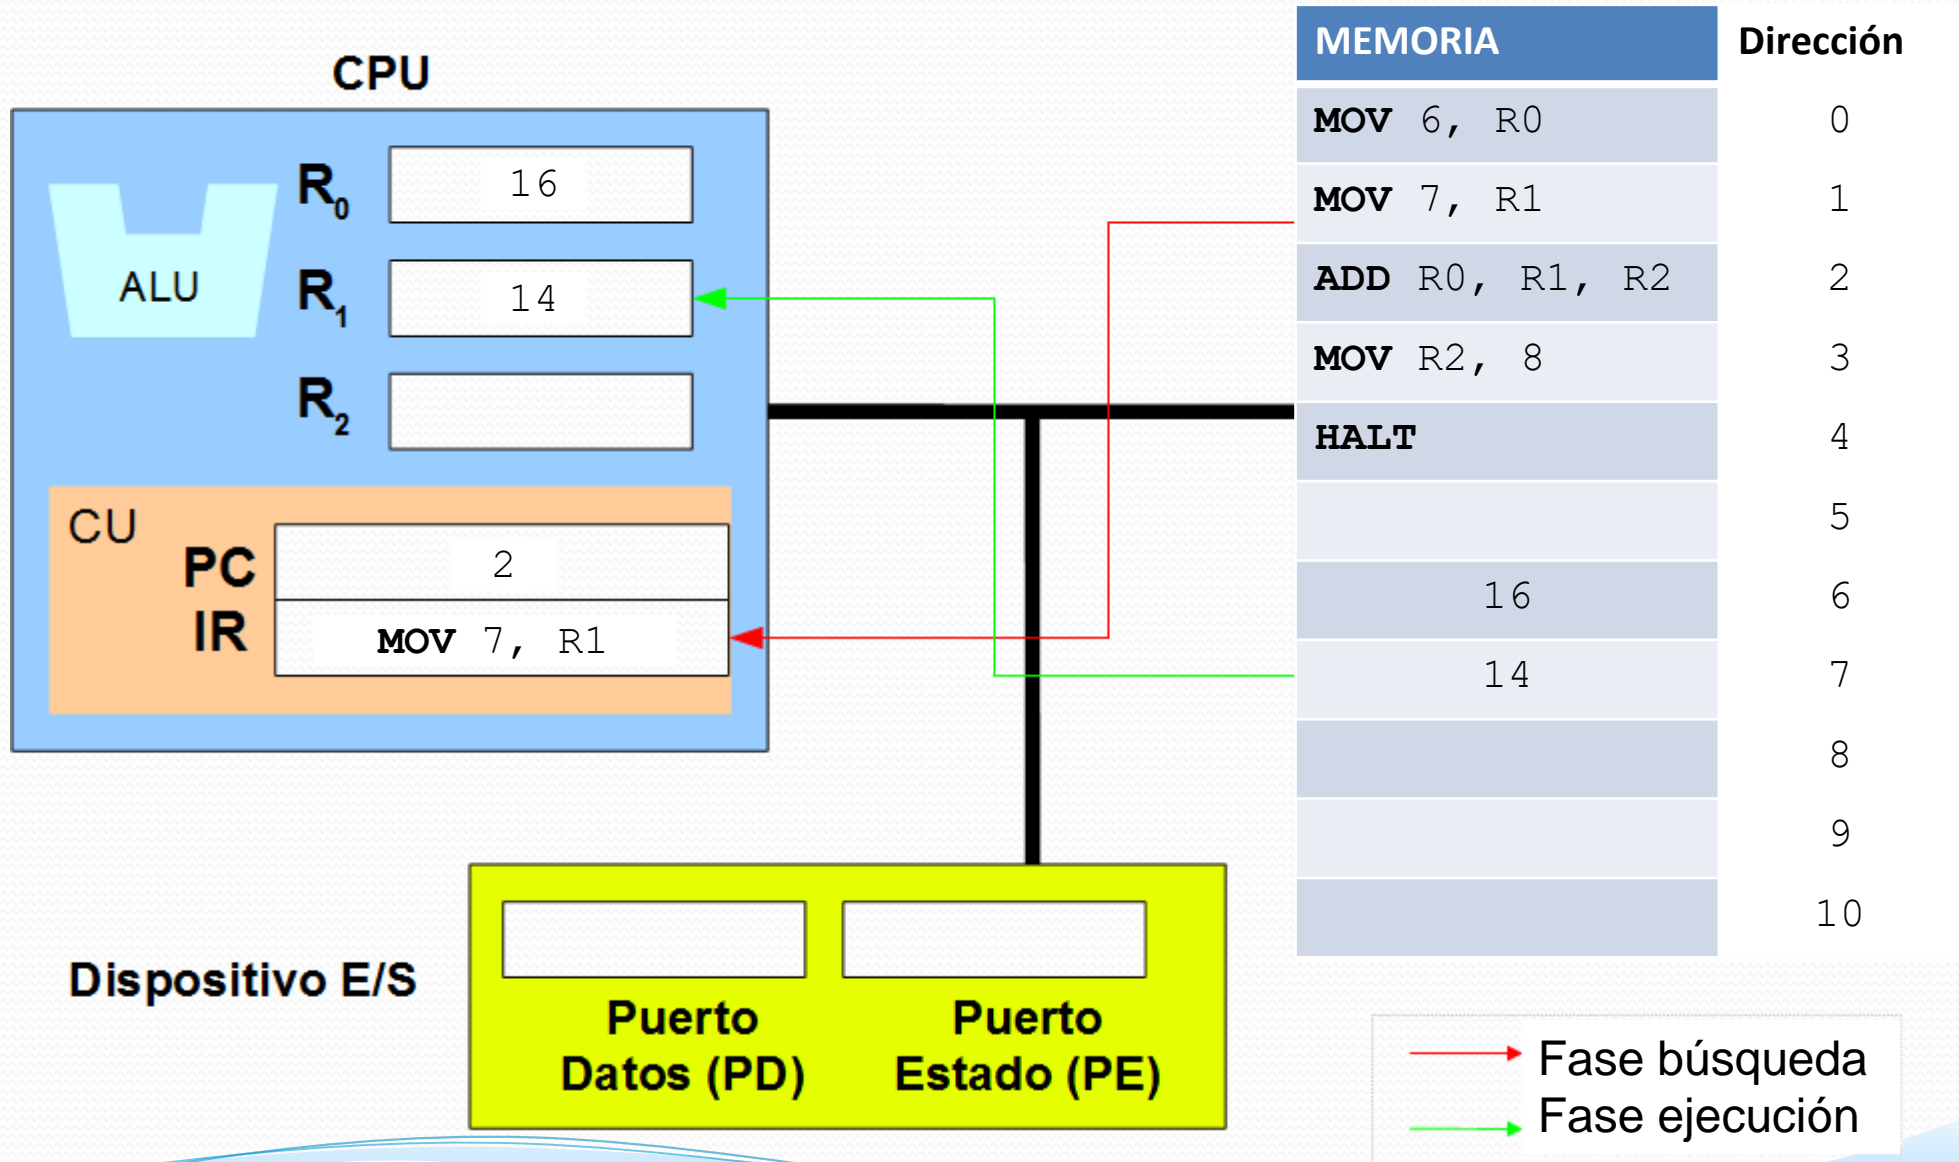 CPU
R0 16
ALU
R1 14
R2
CU
PC 2
IR MOV 7, R1
MEMORIA Dirección
MOV 6, R0 0
MOV 7, R1 1
ADD R0, R1, R2 2
MOV R2, 8 3
HALT 4
5
16 6
14 7
8
9
10
Dispositivo E/S
Puerto
Datos (PD)
Puerto
Estado (PE)
Fase búsqueda
Fase ejecución